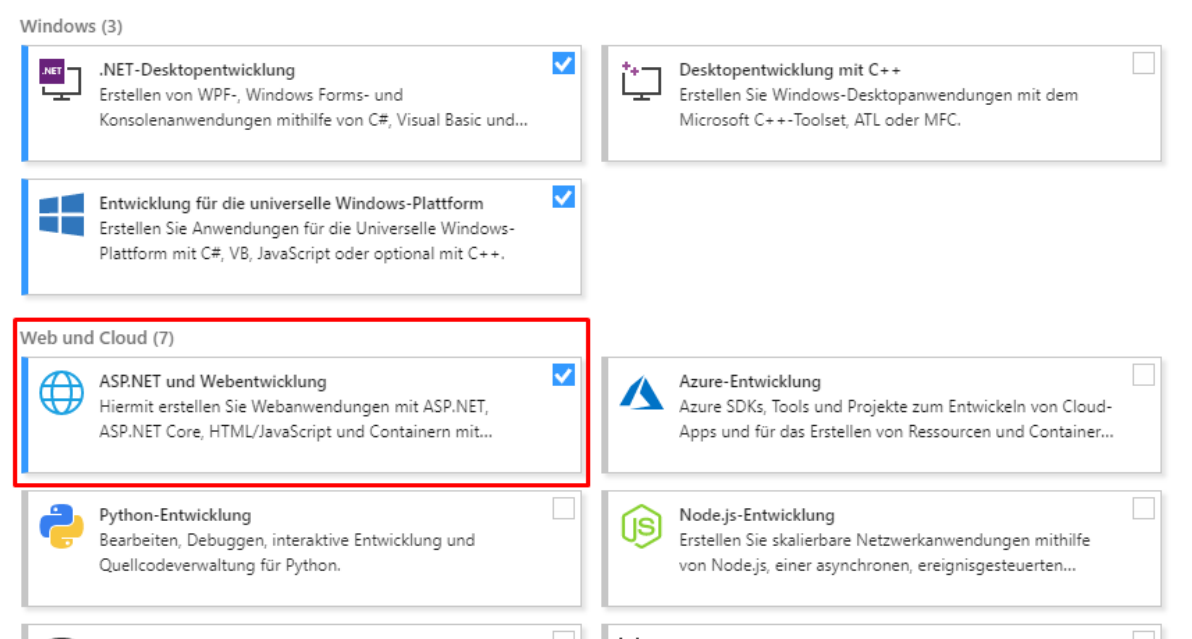 Windows (3)
.NET
.NET-Desktopentwicklung
Erstellen von WPF-, Windows Forms- und
Konsolenanwendungen mithilfe von C#, Visual Basic und...
Desktopentwicklung mit C++
Erstellen Sie Windows-Desktopanwendungen mit dem
Microsoft C++-Toolset, ATL oder MFC.
Entwicklung für die universelle Windows-Plattform
Erstellen Sie Anwendungen für die Universelle Windows-
Plattform mit C#, VB, JavaScript oder optional mit C++.
Web und Cloud (7)
ASP.NET und Webentwicklung
Hiermit erstellen Sie Webanwendungen mit ASP.NET,
ASP.NET Core, HTML/JavaScript und Containern mit...
Azure-Entwicklung
Azure SDKs, Tools und Projekte zum Entwickeln von Cloud-
Apps und für das Erstellen von Ressourcen und Container...
Python-Entwicklung
Bearbeiten, Debuggen, interaktive Entwicklung und
Quellcodeverwaltung für Python.
JS
Node.js-Entwicklung
Erstellen Sie skalierbare Netzwerkanwendungen mithilfe
von Node.js, einer asynchronen, ereignisgesteuerten...